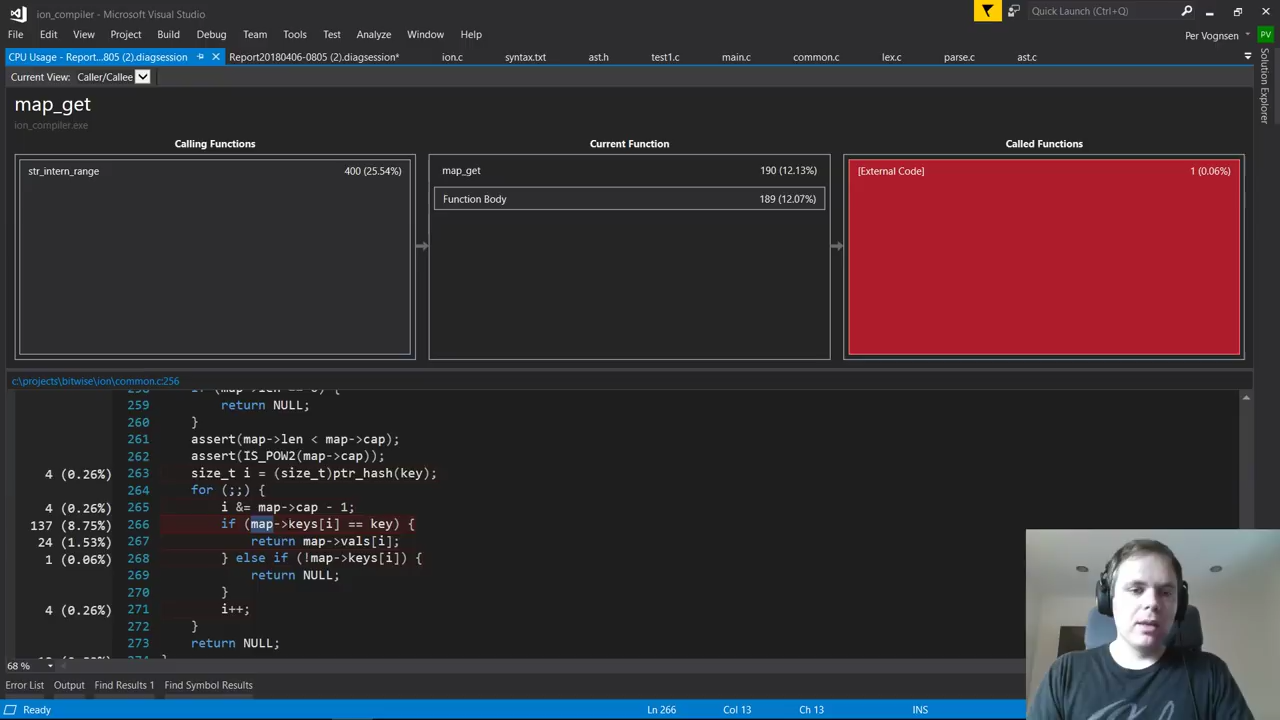 ion_compiler - Microsoft Visual Studio
Quick Launch (Ctrl+Q)
File Edit View Project Build Debug Team Tools Test Analyze Window Help
Per Vognsen
PV
CPU Usage - Report...805 (2).diagsession
Report20180406-0805 (2).diagsession*
ion.c
syntax.txt
ast.h
test1.c
main.c
common.c
lex.c
parse.c
ast.c
Solution Explorer
Current View: Caller/Callee
map_get
ion_compiler.exe
Calling Functions
Current Function
Called Functions
str_intern_range 400 (25.54%)
map_get 190 (12.13%)
[External Code] 1 (0.06%)
Function Body 189 (12.07%)
c:\projects\bitwise\ion\common.c:256
259 return NULL;
260 }
261 assert(map->len < map->cap);
262 assert(IS_POW2(map->cap));
4 (0.26%) 263 size_t i = (size_t)ptr_hash(key);
264 for (;;) {
4 (0.26%) 265 i &= map->cap - 1;
137 (8.75%) 266 if (map->keys[i] == key) {
24 (1.53%) 267 return map->vals[i];
1 (0.06%) 268 } else if (!map->keys[i]) {
269 return NULL;
270 }
4 (0.26%) 271 i++;
272 }
273 return NULL;
68 %
Error List Output Find Results 1 Find Symbol Results
Ready
Ln 266 Col 13 Ch 13 INS